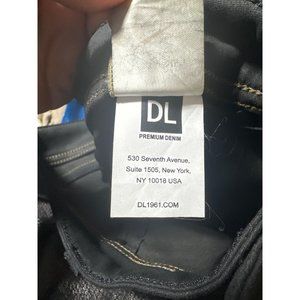 DL
PREMIUM DENIM
530 Seventh Avenue,
Suite 1505, New York,
NY 10018 USA
DL1961.COM